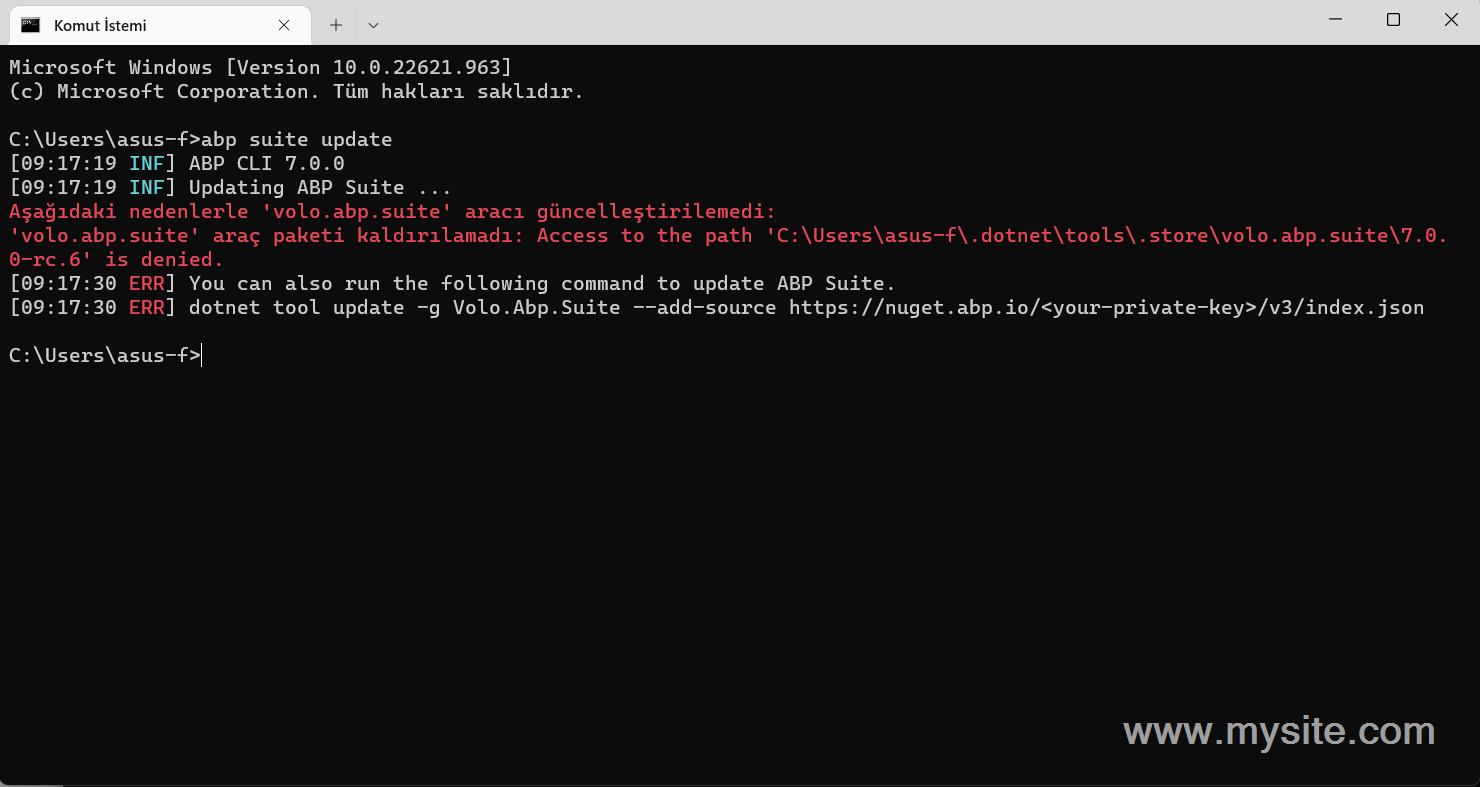 Komut İstemi
Microsoft Windows [Version 10.0.22621.963]
(c) Microsoft Corporation. Tüm hakları saklıdır.
C:\Users\asus-f>abp suite update
[09:17:19 INF] ABP CLI 7.0.0
[09:17:19 INF] Updating ABP Suite ...
Aşağıdaki nedenlerle 'volo.abp.suite' aracı güncelleştirilemedi:
'volo.abp.suite' araç paketi kaldırılamadı: Access to the path 'C:\Users\asus-f\.dotnet\tools\.store\volo.abp.suite\7.0.
0-rc.6' is denied.
[09:17:30 ERR] You can also run the following command to update ABP Suite.
[09:17:30 ERR] dotnet tool update -g Volo.Abp.Suite --add-source https://nuget.abp.io/<your-private-key>/v3/index.json
C:\Users\asus-f>
www.mysite.com